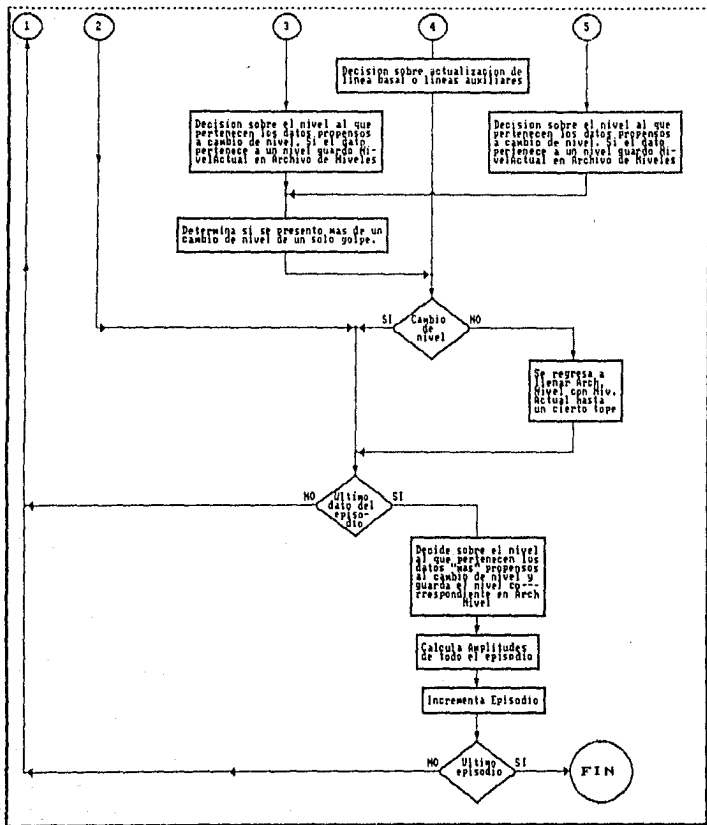 1
2
3
4
5
Decision sobre actualizacion de
linea basal o lineas auxiliares
Decision sobre el nivel al que
pertenecen los datos propensos
a cambio de nivel. Si el dato
pertenece a un nivel guardo Ni-
velActual en Archivo de Niveles
Decision sobre el nivel al que
pertenecen los datos propensos
a cambio de nivel. Si el dato
pertenece a un nivel guardo Ni-
velActual en Archivo de Niveles
Determina si se presento mas de un
cambio de nivel de un solo golpe.
SI
Cambio
de
nivel
NO
Se regresa a
llenar Arch.
Nivel con Niv.
Actual hasta
un cierto tope
NO
Ultimo
dato del
episo-
dio
SI
Decide sobre el nivel
al que pertenecen los
datos "mas" propensos
al cambio de nivel y
guarda el nivel co---
rrespondiente en Arch
Nivel
Calcula Amplitudes
de todo el episodio
Incrementa Episodio
NO
Ultimo
episodio
SI
FIN